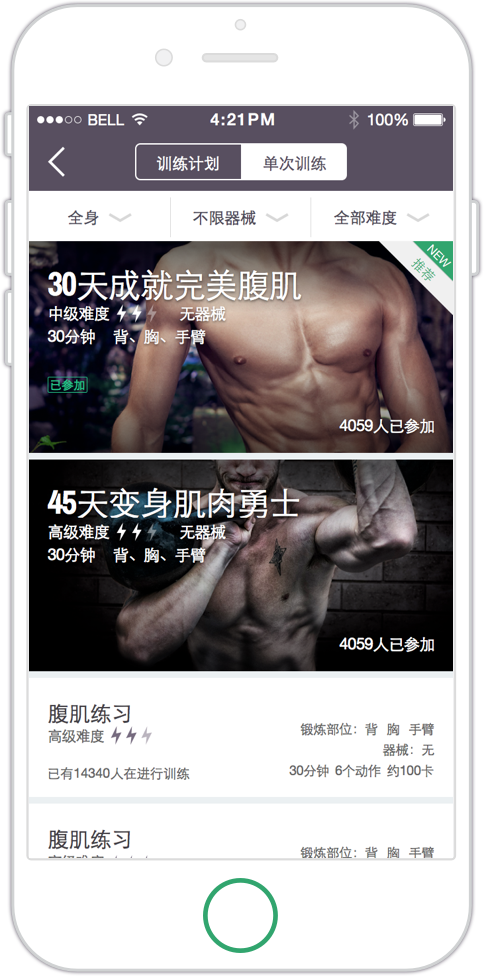 BELL 4:21PM 100%
训练计划 单次训练
全身 不限器械 全部难度
NEW
推荐
30天成就完美腹肌
中级难度 无器械
30分钟 背、胸、手臂
已参加
4059人已参加
45天变身肌肉勇士
高级难度 无器械
30分钟 背、胸、手臂
4059人已参加
腹肌练习
高级难度
锻炼部位：背 胸 手臂
器械：无
已有14340人在进行训练
30分钟 6个动作 约100卡
腹肌练习
锻炼部位：背 胸 手臂